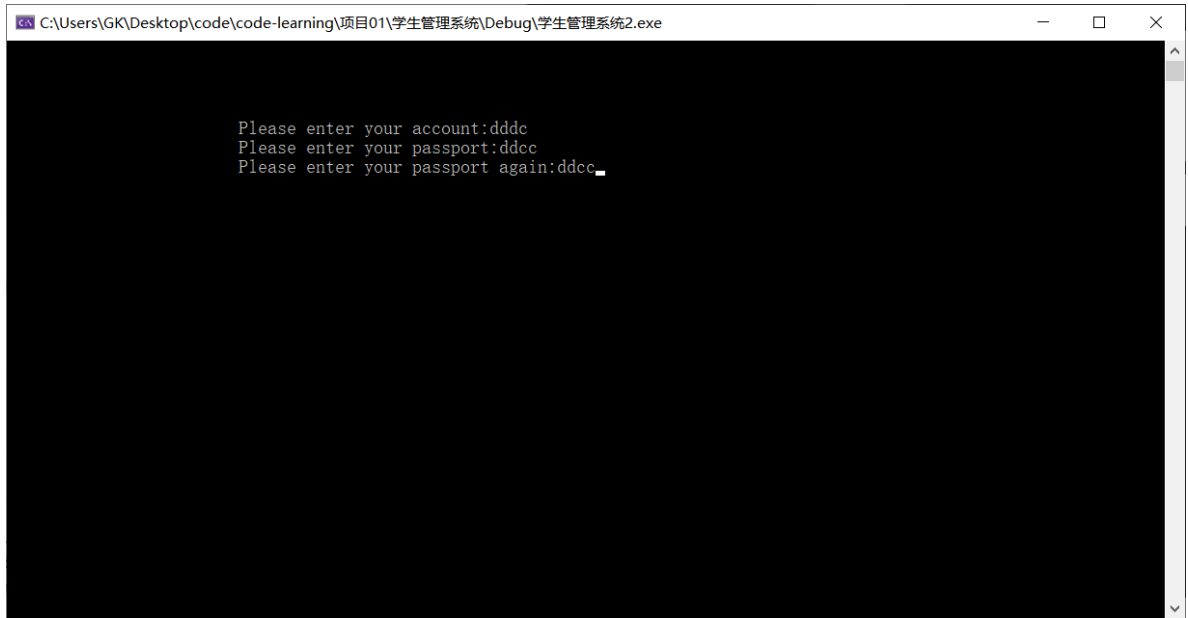 C:\Users\GK\Desktop\code\code-learning\项目01\学生管理系统\Debug\学生管理系统2.exe
Please enter your account:dddc
Please enter your passport:ddcc
Please enter your passport again:ddcc